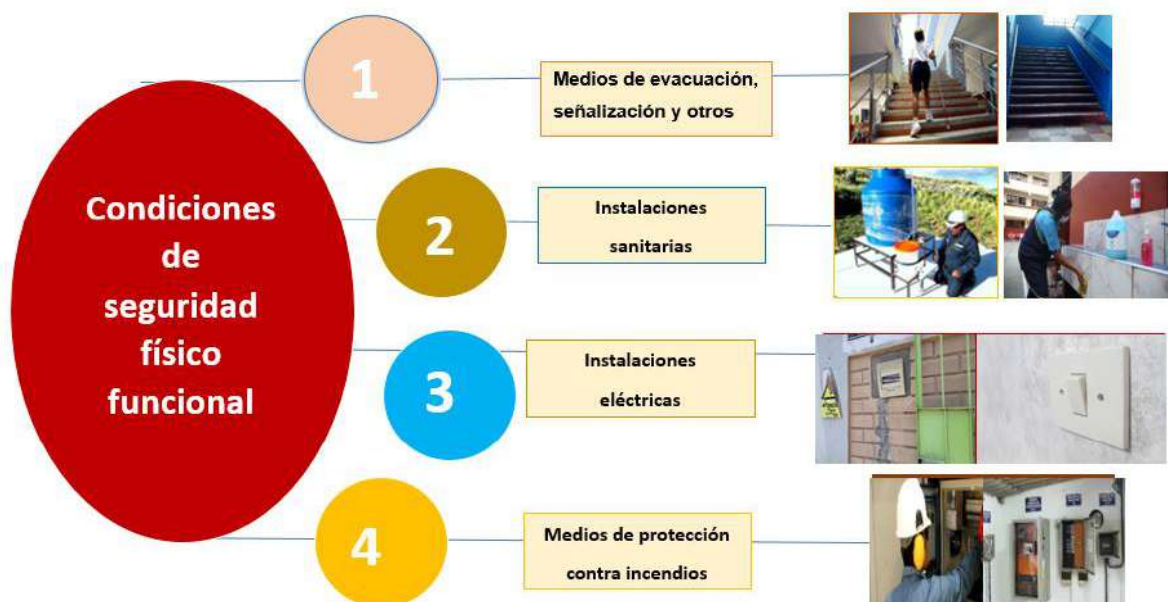 Condiciones
de
seguridad
físico
funcional
1
Medios de evacuación,
señalización y otros
2
Instalaciones
sanitarias
3
Instalaciones
eléctricas
4
Medios de protección
contra incendios